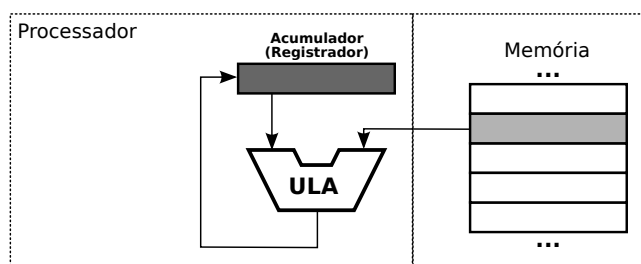 Processador
Acumulador
(Registrador)
Memória
...
ULA
...